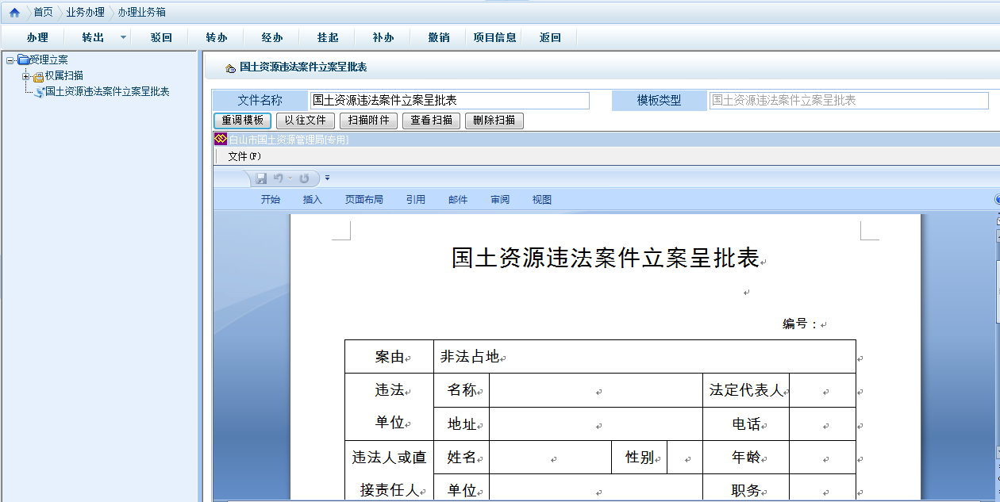 首页 业务办理 办理业务箱
办理 转出 驳回 转办 经办 挂起 补办 撤销 项目信息 返回
受理立案
权属扫描
国土资源违法案件立案呈批表
国土资源违法案件立案呈批表
文件名称 国土资源违法案件立案呈批表 模板类型 国土资源违法案件立案呈批表
重调模板 以往文件 扫描附件 查看扫描 删除扫描
白山市国土资源管理局[专用]
文件(F)
开始 插入 页面布局 引用 邮件 审阅 视图
国土资源违法案件立案呈批表
编号：
案由 非法占地
违法 名称 法定代表人
单位 地址 电话
违法人或直 姓名 性别 年龄
接责任人 单位 职务